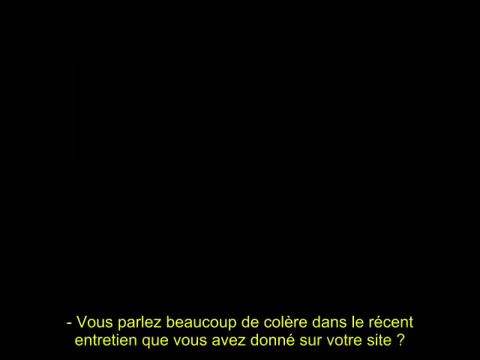 - Vous parlez beaucoup de colère dans le récent
entretien que vous avez donné sur votre site ?